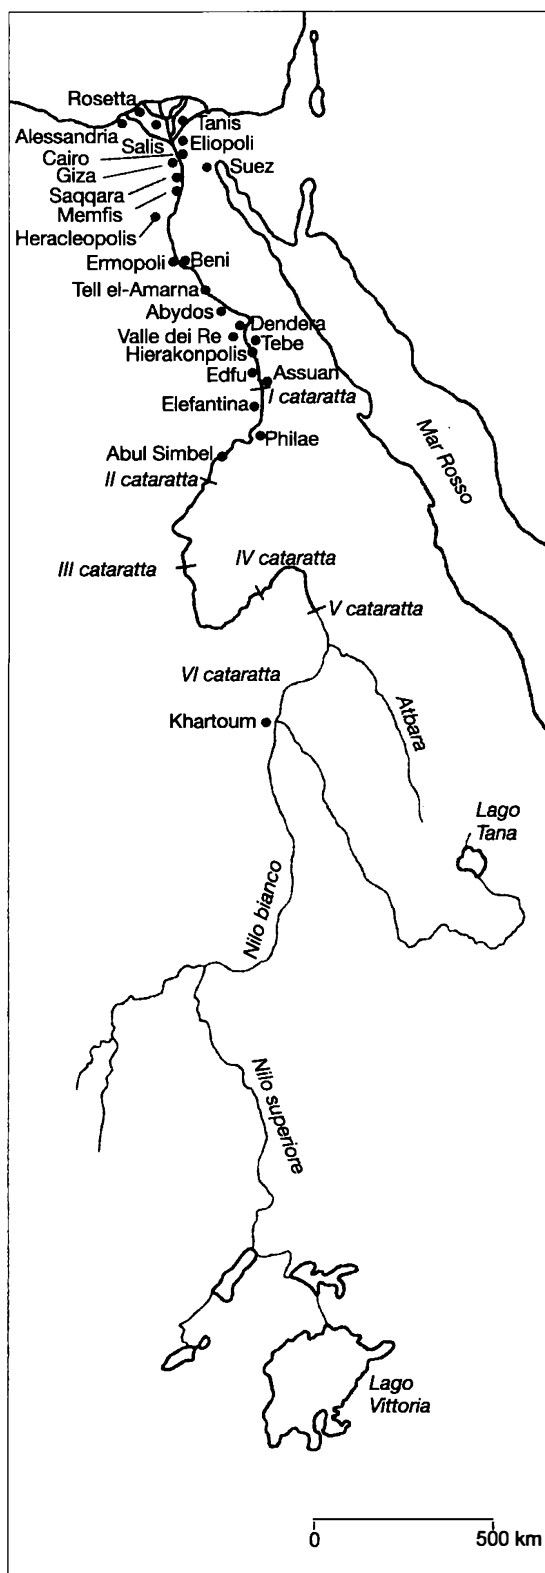 Rosetta
Tanis
Alessandria
Salis
Eliopoli
Cairo
Suez
Giza
Saqqara
Memfis
Heracleopolis
Ermopoli
Beni
Tell el-Amarna
Abydos
Dendera
Valle dei Re
Tebe
Hierakonpolis
Edfu
Assuan
I cataratta
Elefantina
Philae
Abul Simbel
II cataratta
Mar Rosso
III cataratta
IV cataratta
V cataratta
VI cataratta
Khartoum
Atbara
Lago
Tana
Nilo bianco
Nilo superiore
Lago
Vittoria
0
500 km